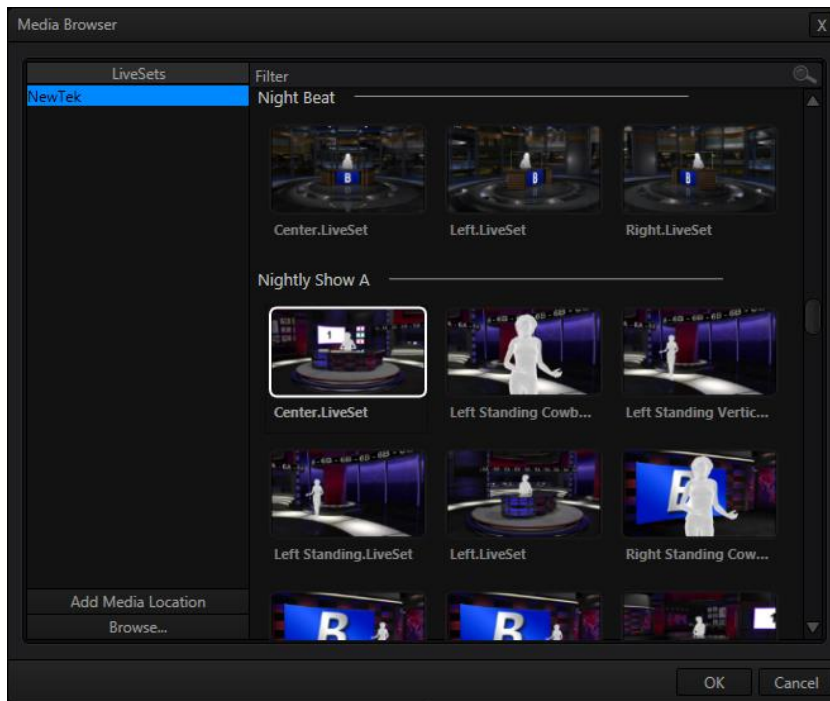 Media Browser
X
LiveSets
Filter
NewTek
Night Beat
B
B
B
Center.LiveSet
Left.LiveSet
Right.LiveSet
Nightly Show A
1
Center.LiveSet
Left Standing Cowb...
Left Standing Vertic...
B
Left Standing.LiveSet
Left.LiveSet
Right Standing Cow...
Add Media Location
Browse...
B
B
OK
Cancel